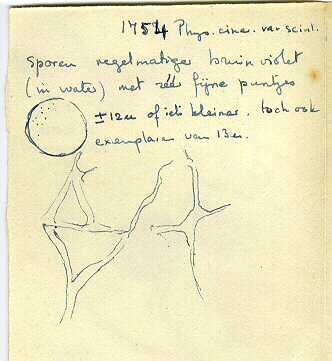 1754 Phys. cine. var scint.
Sporen regelmatige bruin violet
(in water) met zéér fijne puntjes
± 12 u of iets kleiner. toch ook
exemplaren van 13 u.